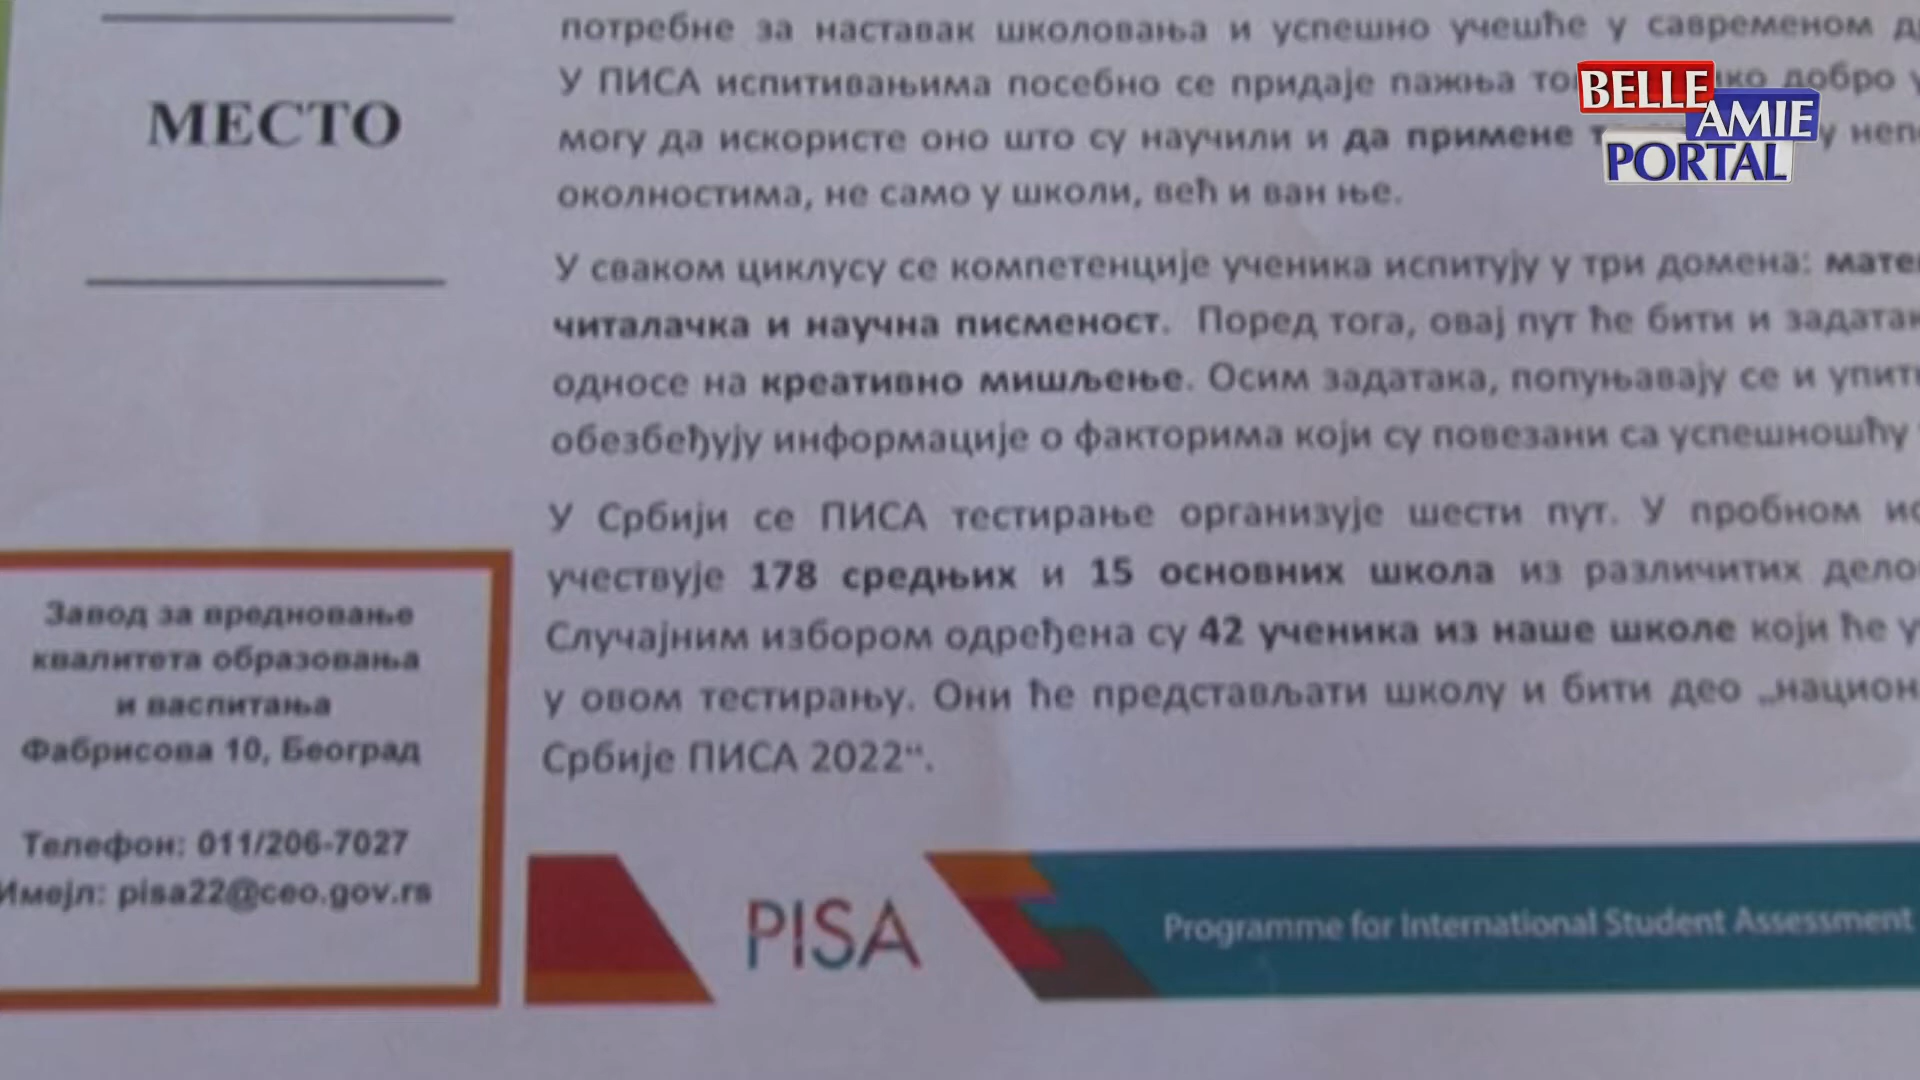 МЕСТО
потребне за наставак школовања и успешно учешће у савременом
У ПИСА испитивањима посебно се придаје пажња добро
могу да искористе оно што су научили и да примене у
околностима, не само у школи, већ и ван ње.
У сваком циклусу се компетенције ученика испитују у три домена:
читалачка и научна писменост. Поред тога, овај пут ће бити и
односе на креативно мишљење. Осим задатака, попуњавају се и
обезбеђују информације о факторима који су повезани са успешношћу
У Србији се ПИСА тестирање организује шести пут. У пробном
учествује 178 средњих и 15 основних школа из различитих
Случајним избором одређена су 42 ученика из наше школе који ће
у овом тестирању. Они ће представљати школу и бити део
Србије ПИСА 2022“.
Завод за вредновање
квалитета образовања
и васпитања
Фабрисова 10, Београд
Телефон: 011/206-7027
Имејл: pisa22@ceo.gov.rs
PISA
Programme for International Student Assessment
BELLE
AMIE
PORTAL